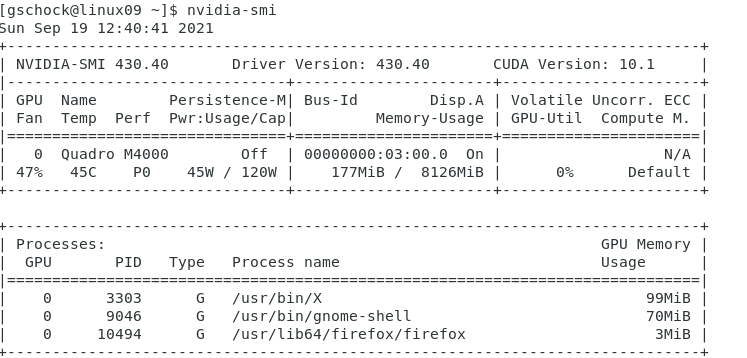 [gschock@linux09 ~]$ nvidia-smi
Sun Sep 19 12:40:41 2021
+-----------------------------------------------------------------------------+
| NVIDIA-SMI 430.40       Driver Version: 430.40       CUDA Version: 10.1     |
|-------------------------------+----------------------+----------------------+
| GPU  Name        Persistence-M| Bus-Id        Disp.A | Volatile Uncorr. ECC |
| Fan  Temp  Perf  Pwr:Usage/Cap|         Memory-Usage | GPU-Util  Compute M. |
|===============================+======================+======================|
|   0  Quadro M4000        Off  | 00000000:03:00.0  On |                  N/A |
| 47%   45C    P0    45W / 120W |    177MiB /  8126MiB |      0%      Default |
+-------------------------------+----------------------+----------------------+

+-----------------------------------------------------------------------------+
| Processes:                                                       GPU Memory |
|  GPU       PID   Type   Process name                             Usage      |
|=============================================================================|
|    0      3303      G   /usr/bin/X                                    99MiB |
|    0      9046      G   /usr/bin/gnome-shell                          70MiB |
|    0     10494      G   /usr/lib64/firefox/firefox                     3MiB |
+-----------------------------------------------------------------------------+